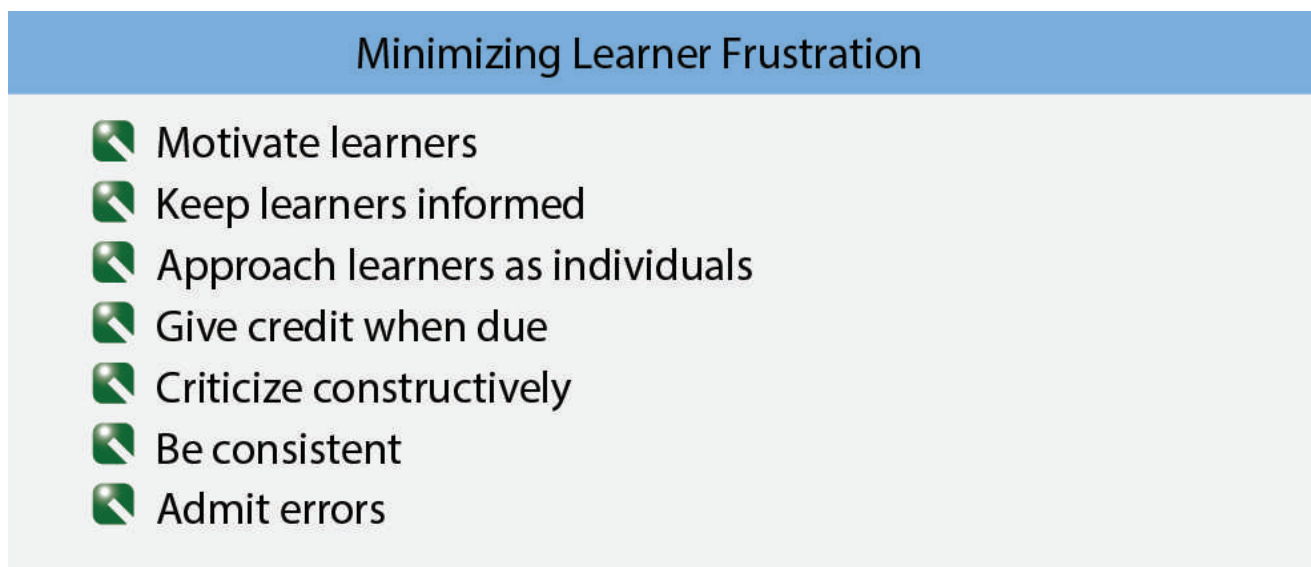 Minimizing Learner Frustration
Motivate learners
Keep learners informed
Approach learners as individuals
Give credit when due
Criticize constructively
Be consistent
Admit errors